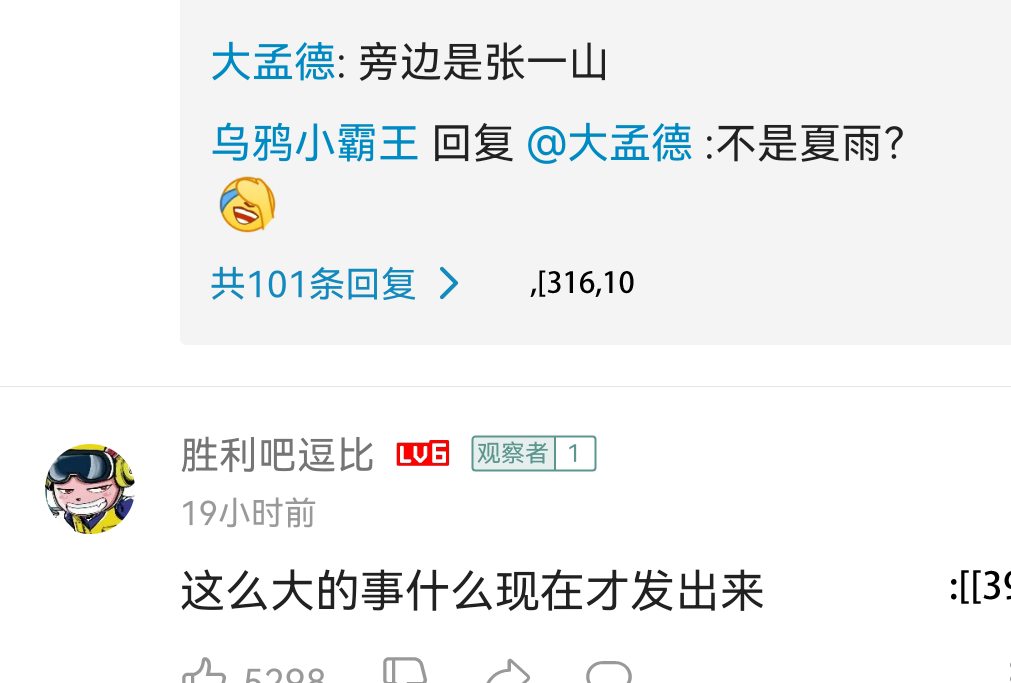 大孟德: 旁边是张一山
乌鸦小霸王 回复 @大孟德 :不是夏雨？
共101条回复 ,[316,10
胜利吧逗比 LV6 观察者 1
19小时前
这么大的事什么现在才发出来 :[[39
5298